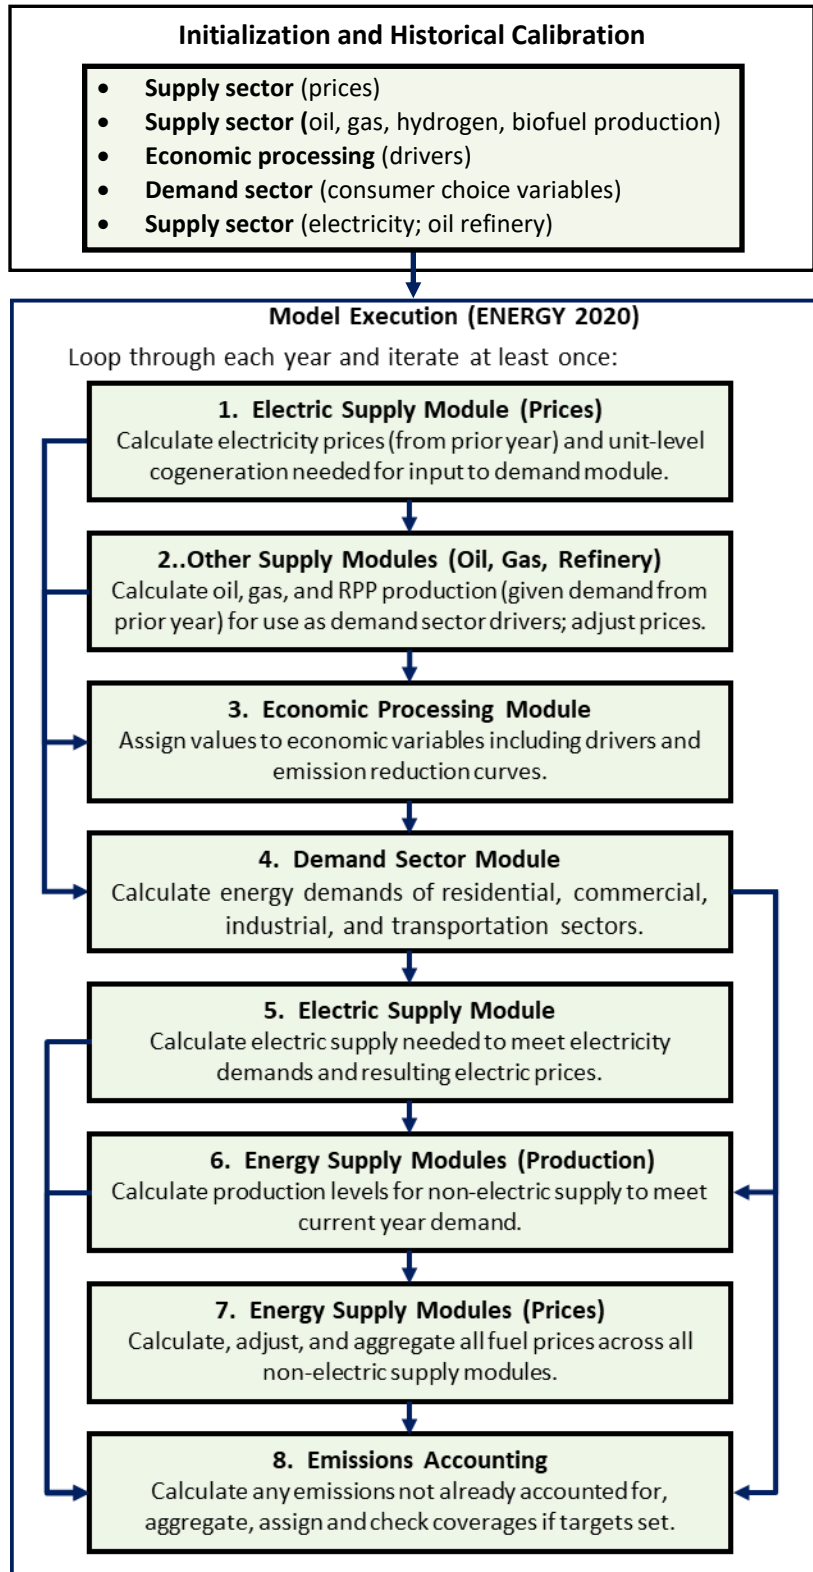 Initialization and Historical Calibration
• Supply sector (prices)
• Supply sector (oil, gas, hydrogen, biofuel production)
• Economic processing (drivers)
• Demand sector (consumer choice variables)
• Supply sector (electricity; oil refinery)
Model Execution (ENERGY 2020)
Loop through each year and iterate at least once:
1. Electric Supply Module (Prices)
Calculate electricity prices (from prior year) and unit-level
cogeneration needed for input to demand module.
2..Other Supply Modules (Oil, Gas, Refinery)
Calculate oil, gas, and RPP production (given demand from
prior year) for use as demand sector drivers; adjust prices.
3. Economic Processing Module
Assign values to economic variables including drivers and
emission reduction curves.
4. Demand Sector Module
Calculate energy demands of residential, commercial,
industrial, and transportation sectors.
5. Electric Supply Module
Calculate electric supply needed to meet electricity
demands and resulting electric prices.
6. Energy Supply Modules (Production)
Calculate production levels for non-electric supply to meet
current year demand.
7. Energy Supply Modules (Prices)
Calculate, adjust, and aggregate all fuel prices across all
non-electric supply modules.
8. Emissions Accounting
Calculate any emissions not already accounted for,
aggregate, assign and check coverages if targets set.